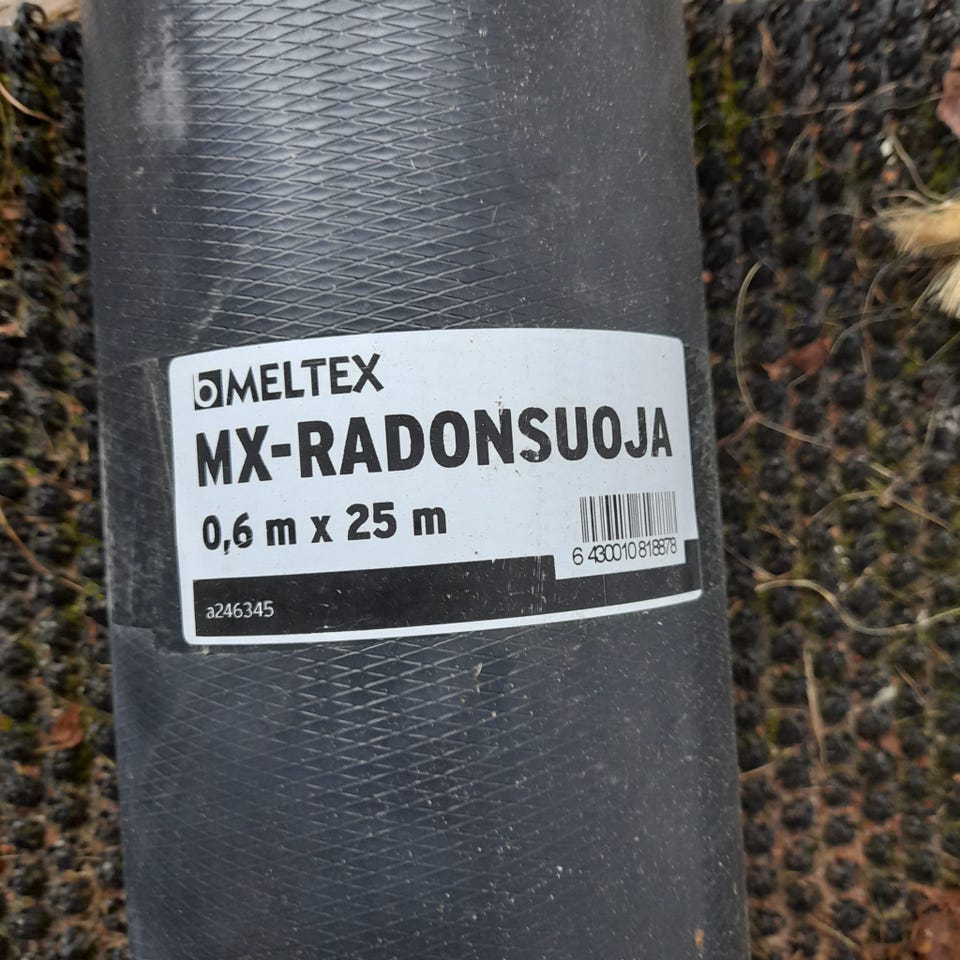 MELTEX
MX-RADONSUOJA
0,6 m x 25 m
6 430010 818878
a246345